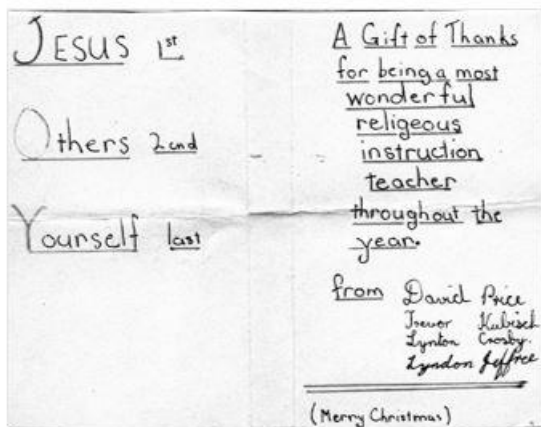 JESUS 1st
Others 2nd
Yourself last
A Gift of Thanks
for being a most
wonderful
religeous
instruction
teacher
throughout the
year.
from David Price
Trevor Kubisch
Lynton Crosby.
Lyndon Jeffree
(Merry Christmas)